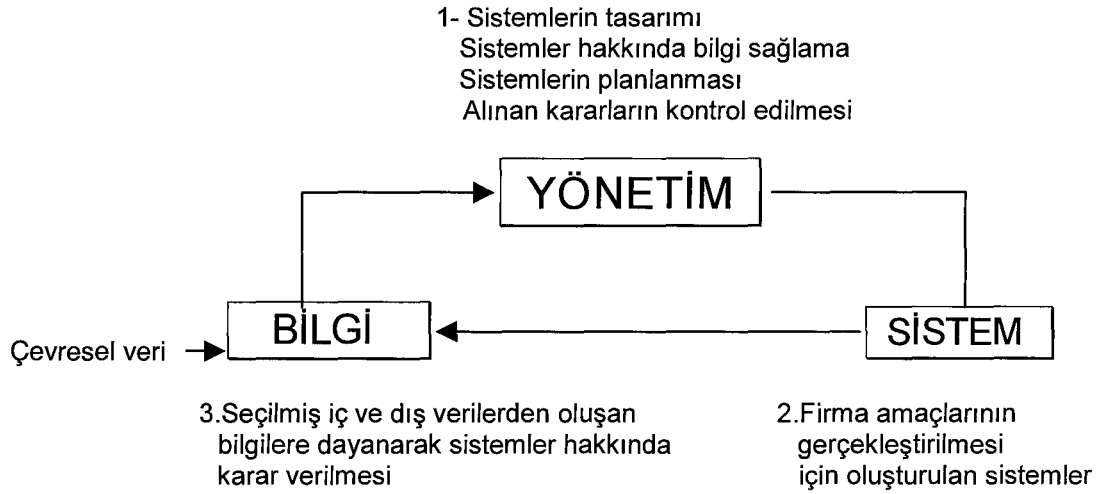 1- Sistemlerin tasarımı
Sistemler hakkında bilgi sağlama
Sistemlerin planlanması
Alınan kararların kontrol edilmesi
YÖNETİM
BİLGİ
SİSTEM
Çevresel veri
3.Seçilmiş iç ve dış verilerden oluşan
bilgilere dayanarak sistemler hakkında
karar verilmesi
2.Firma amaçlarının
gerçekleştirilmesi
için oluşturulan sistemler